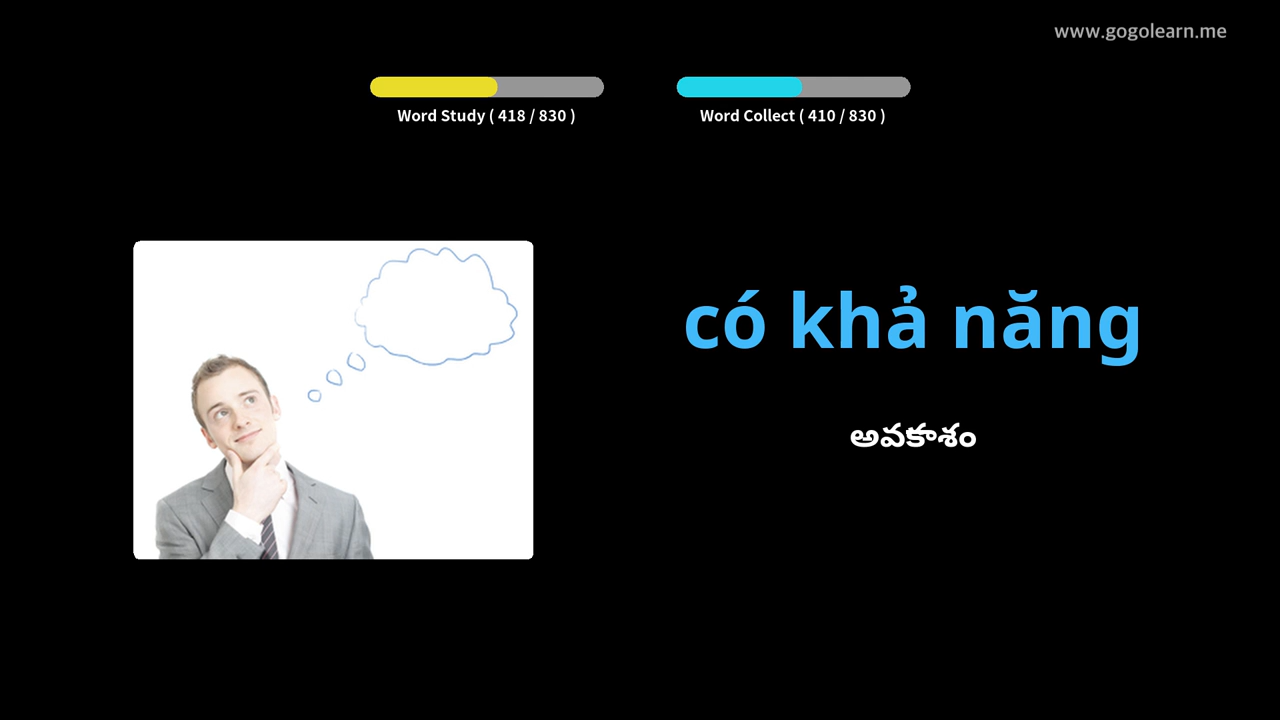 www.gogolearn.me
Word Study ( 418 / 830 )
Word Collect ( 410 / 830 )
có khả năng
అవకాశం